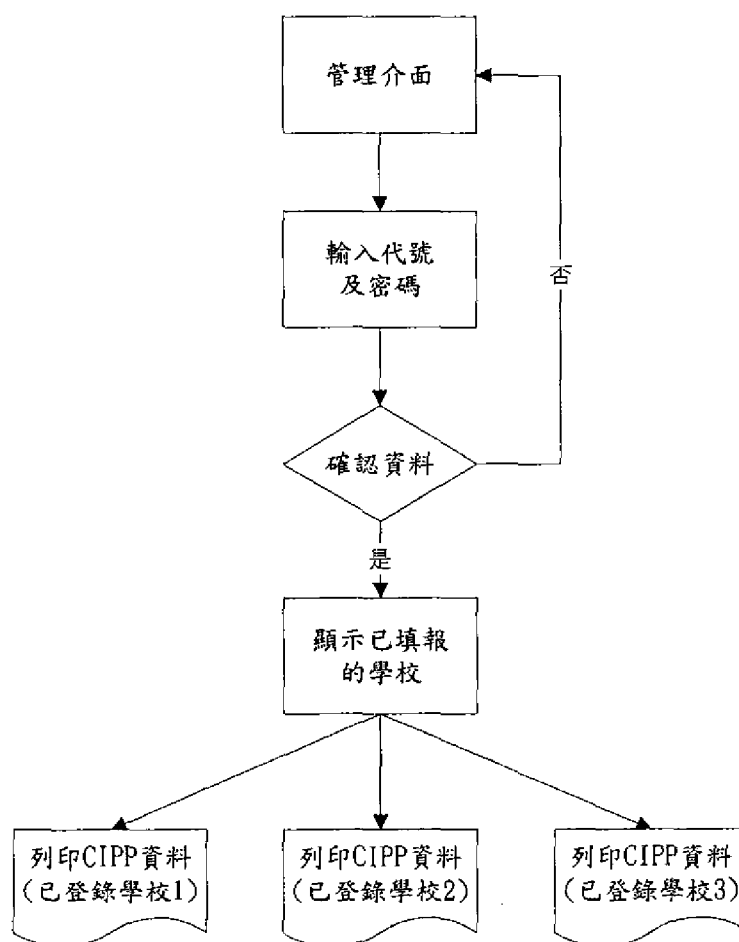 管理介面
輸入代號
及密碼
否
確認資料
是
顯示已填報
的學校
列印CIPP資料
(已登錄學校1)
列印CIPP資料
(已登錄學校2)
列印CIPP資料
(已登錄學校3)